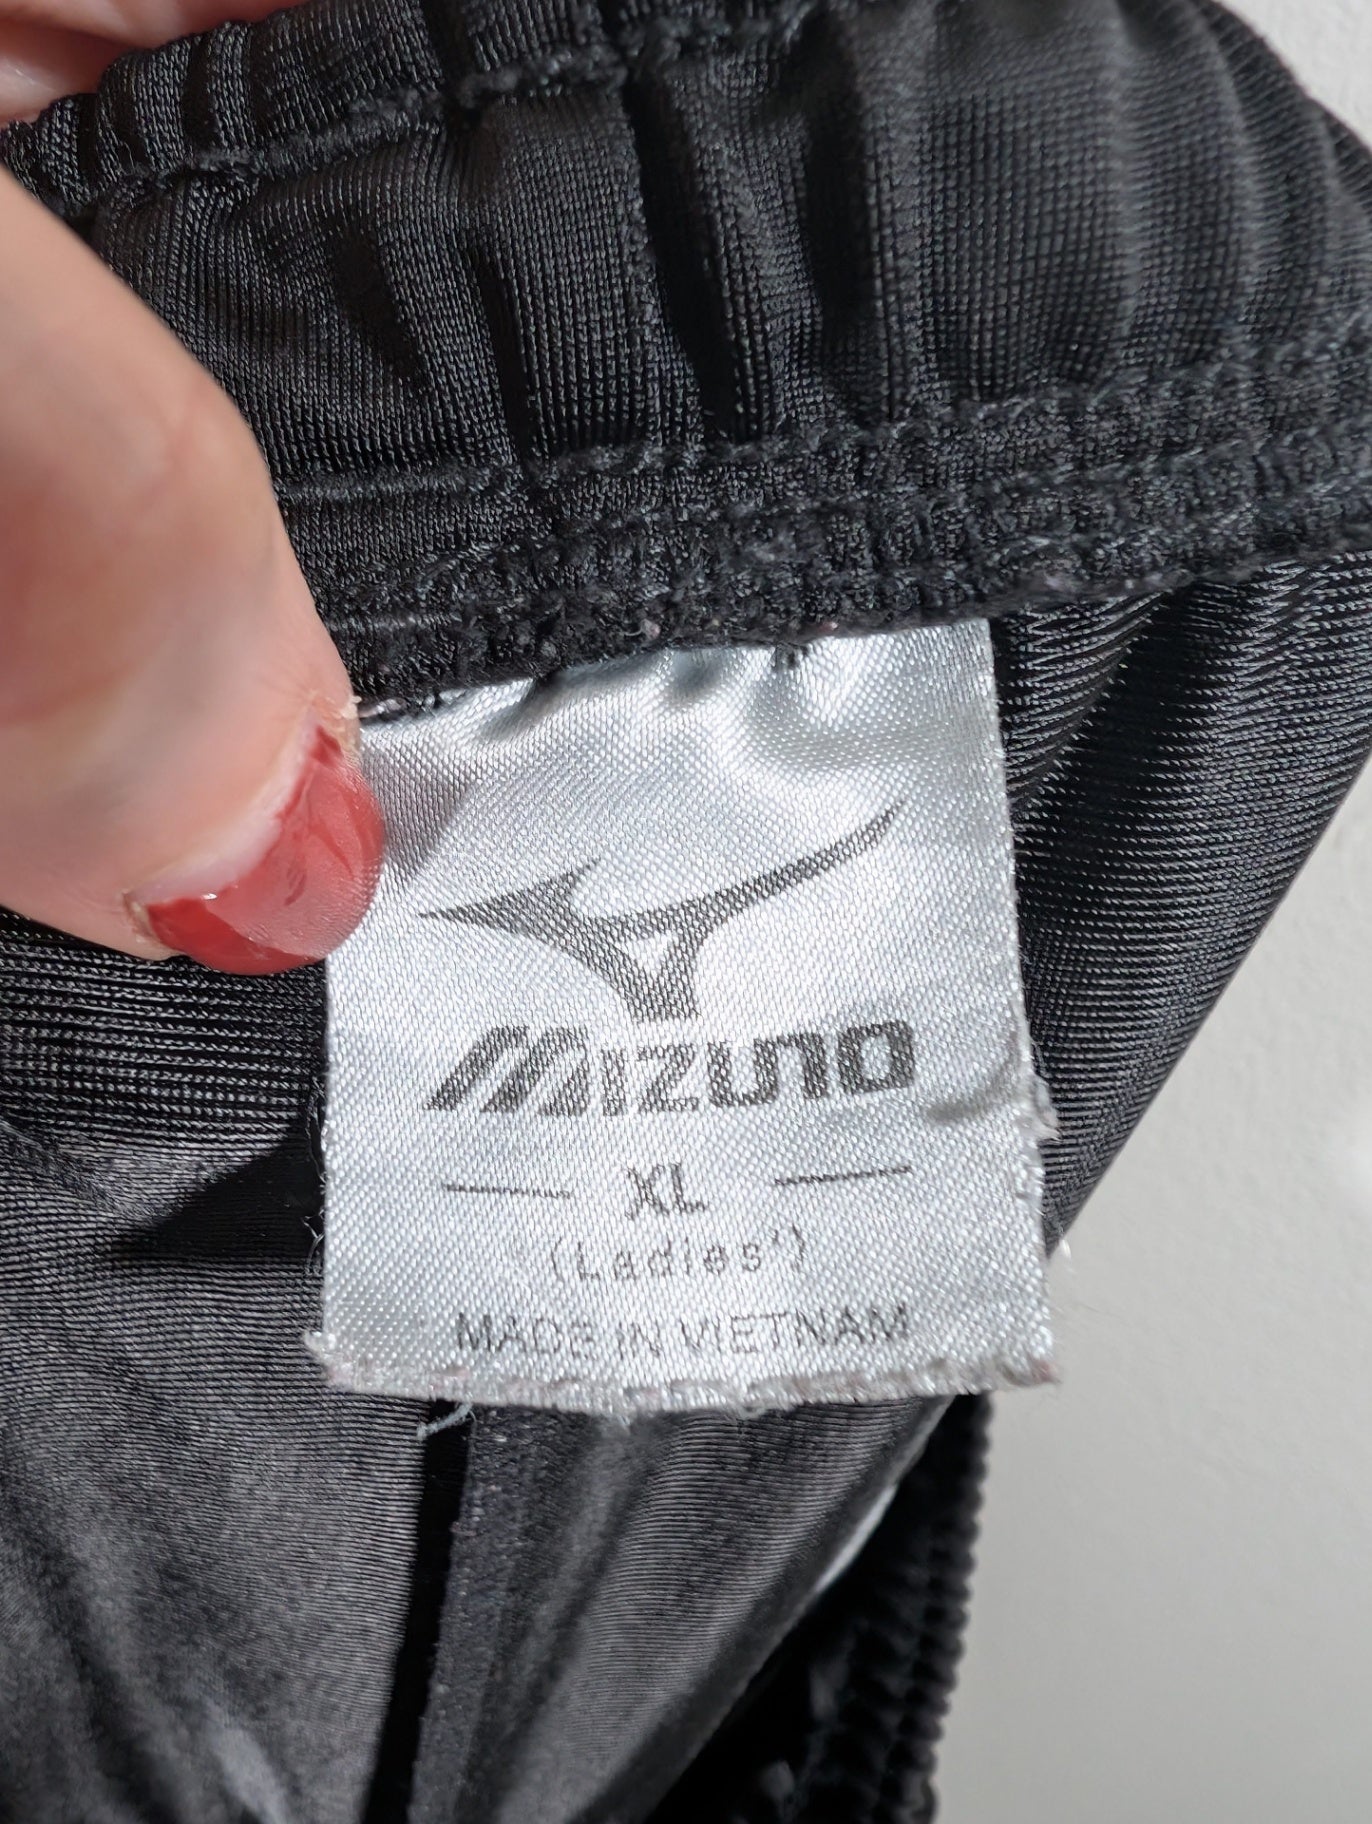 MIZUNO
XL
(Ladies')
MADE IN VIETNAM